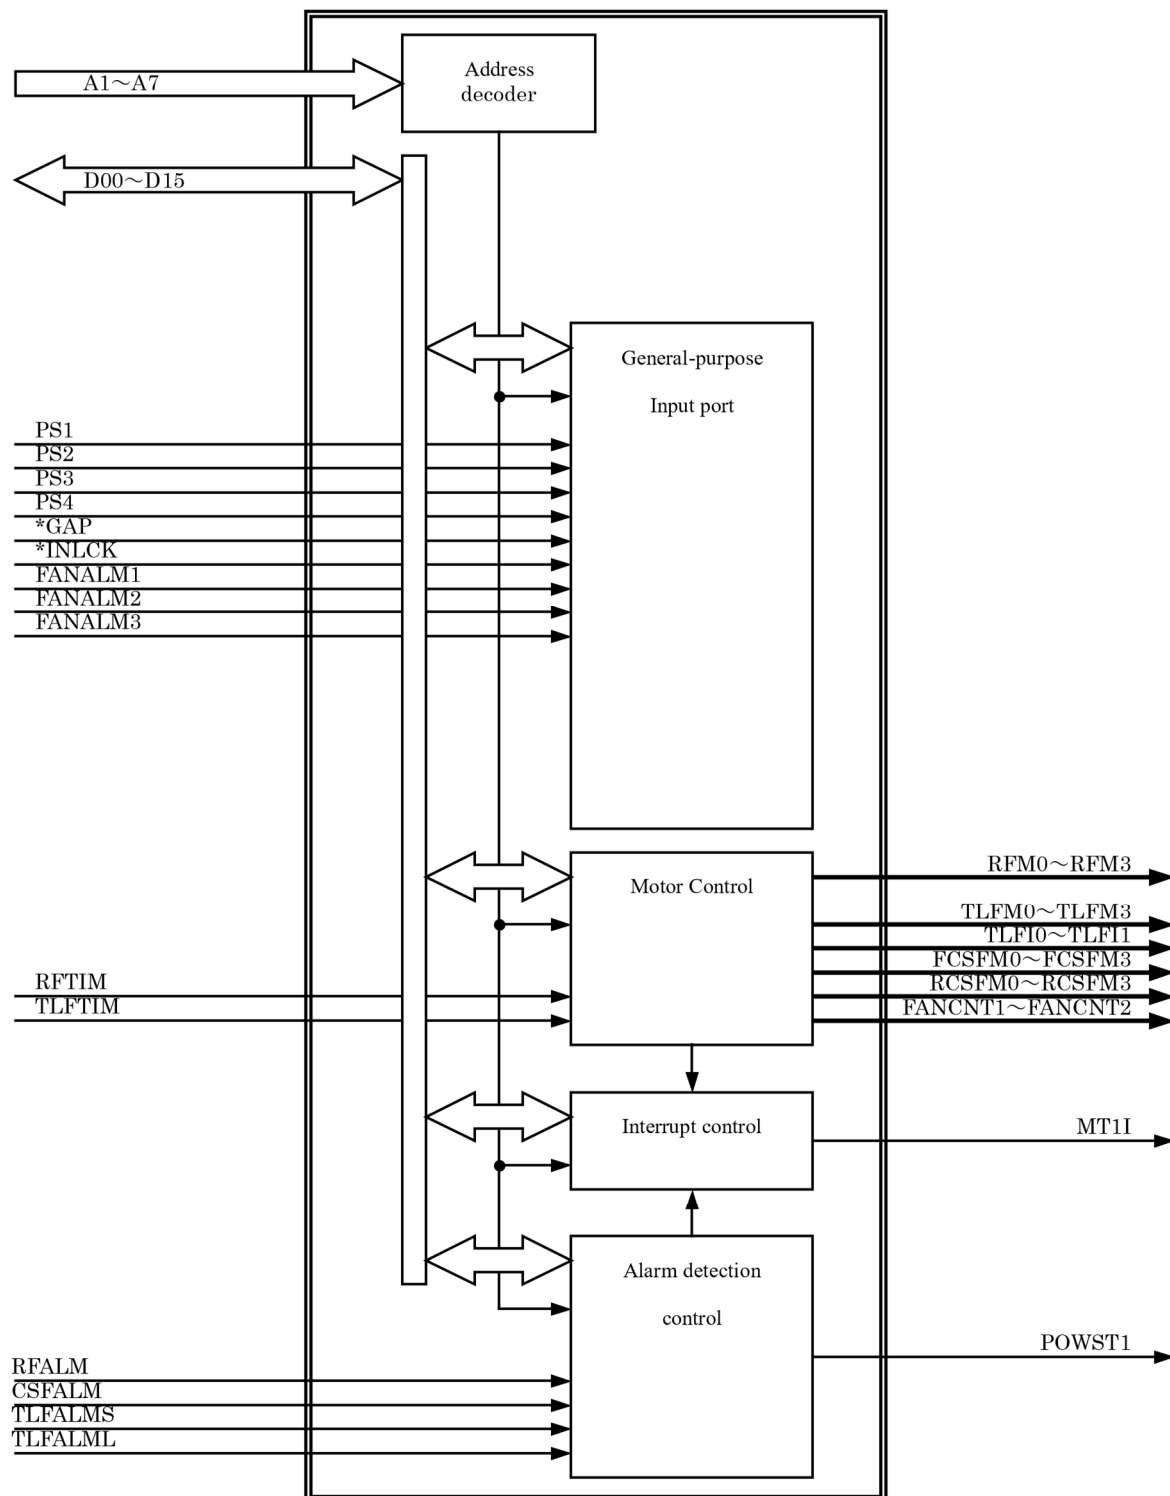 Address
decoder
A1～A7
D00～D15
General-purpose
Input port
PS1
PS2
PS3
PS4
*GAP
*INLCK
FANALM1
FANALM2
FANALM3
Motor Control
RFM0～RFM3
TLFM0～TLFM3
TLFI0～TLFI1
FCSFM0～FCSFM3
RCSFM0～RCSFM3
FANCNT1～FANCNT2
RFTIM
TLFTIM
Interrupt control
MT1I
Alarm detection
control
POWST1
RFALM
CSFALM
TLFALMS
TLFALML